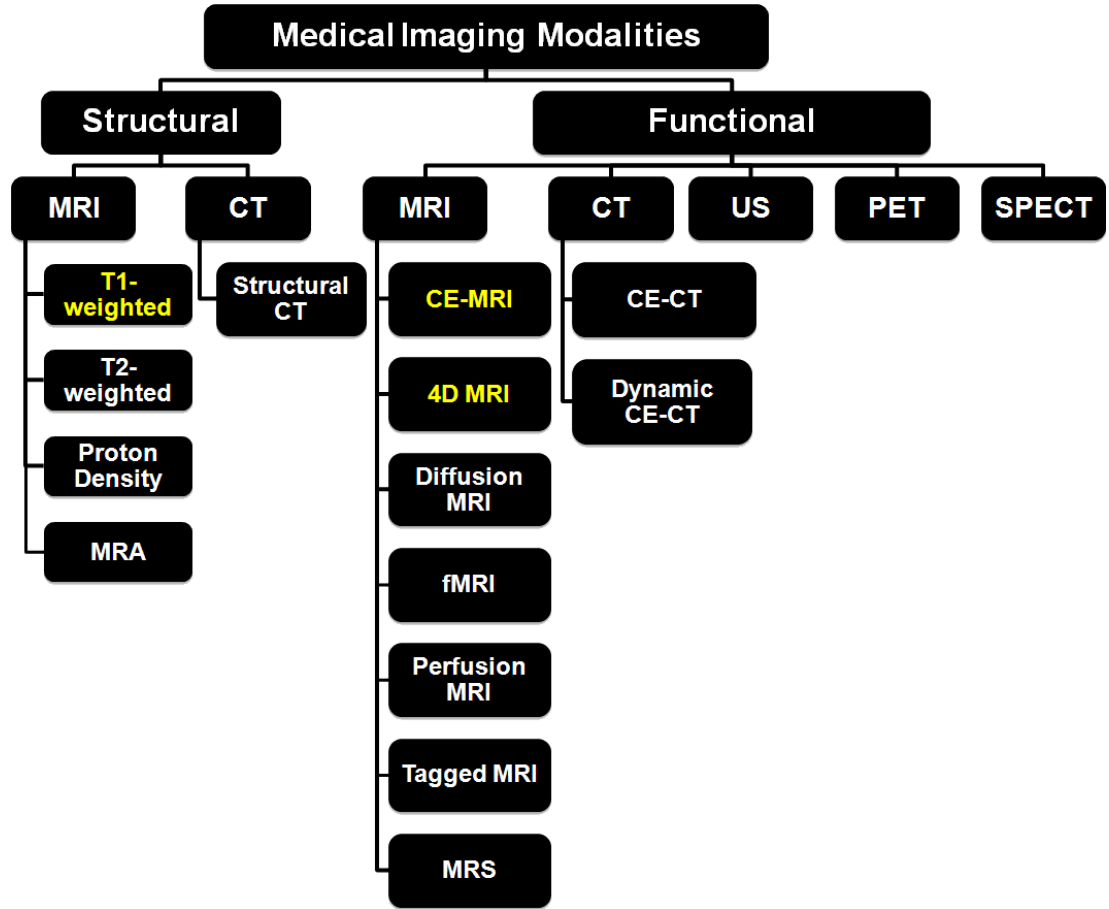 Medical Imaging Modalities
Structural
Functional
MRI
CT
MRI
CT
US
PET
SPECT
T1-
weighted
T2-
weighted
Proton
Density
MRA
Structural
CT
CE-MRI
4D MRI
Diffusion
MRI
fMRI
Perfusion
MRI
Tagged MRI
MRS
CE-CT
Dynamic
CE-CT